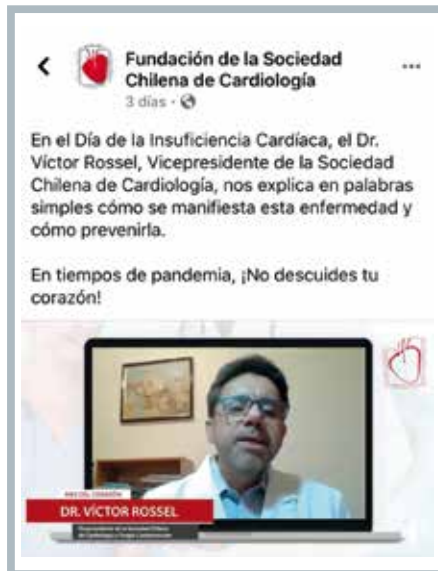 Fundación de la Sociedad
Chilena de Cardiología
3 días ·
En el Día de la Insuficiencia Cardíaca, el Dr.
Víctor Rossel, Vicepresidente de la Sociedad
Chilena de Cardiología, nos explica en palabras
simples cómo se manifiesta esta enfermedad y
cómo prevenirla.
En tiempos de pandemia, ¡No descuides tu
corazón!
DR. VÍCTOR ROSSEL